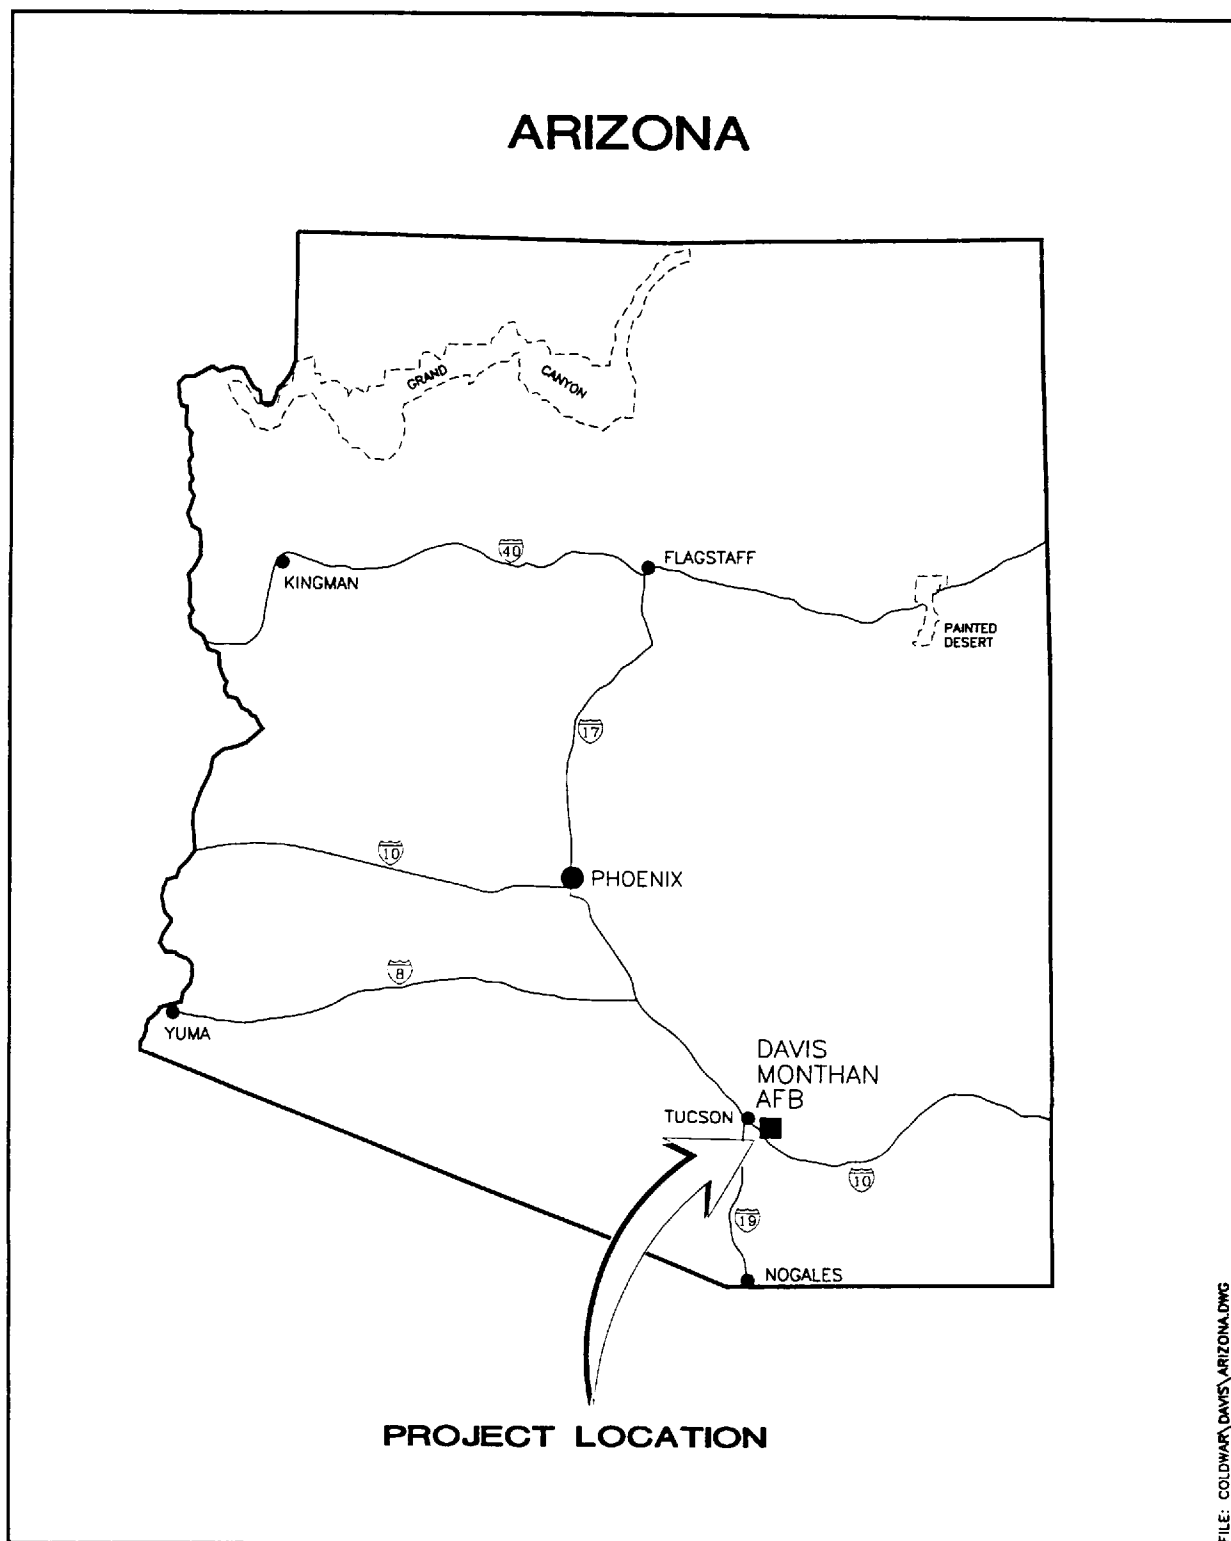 ARIZONA
GRAND
CANYON
40
FLAGSTAFF
KINGMAN
PAINTED
DESERT
17
10
PHOENIX
8
YUMA
DAVIS
MONTHAN
AFB
TUCSON
10
19
NOGALES
PROJECT LOCATION
FILE: COLDWAR\DAVIS\ARIZONA.DWG